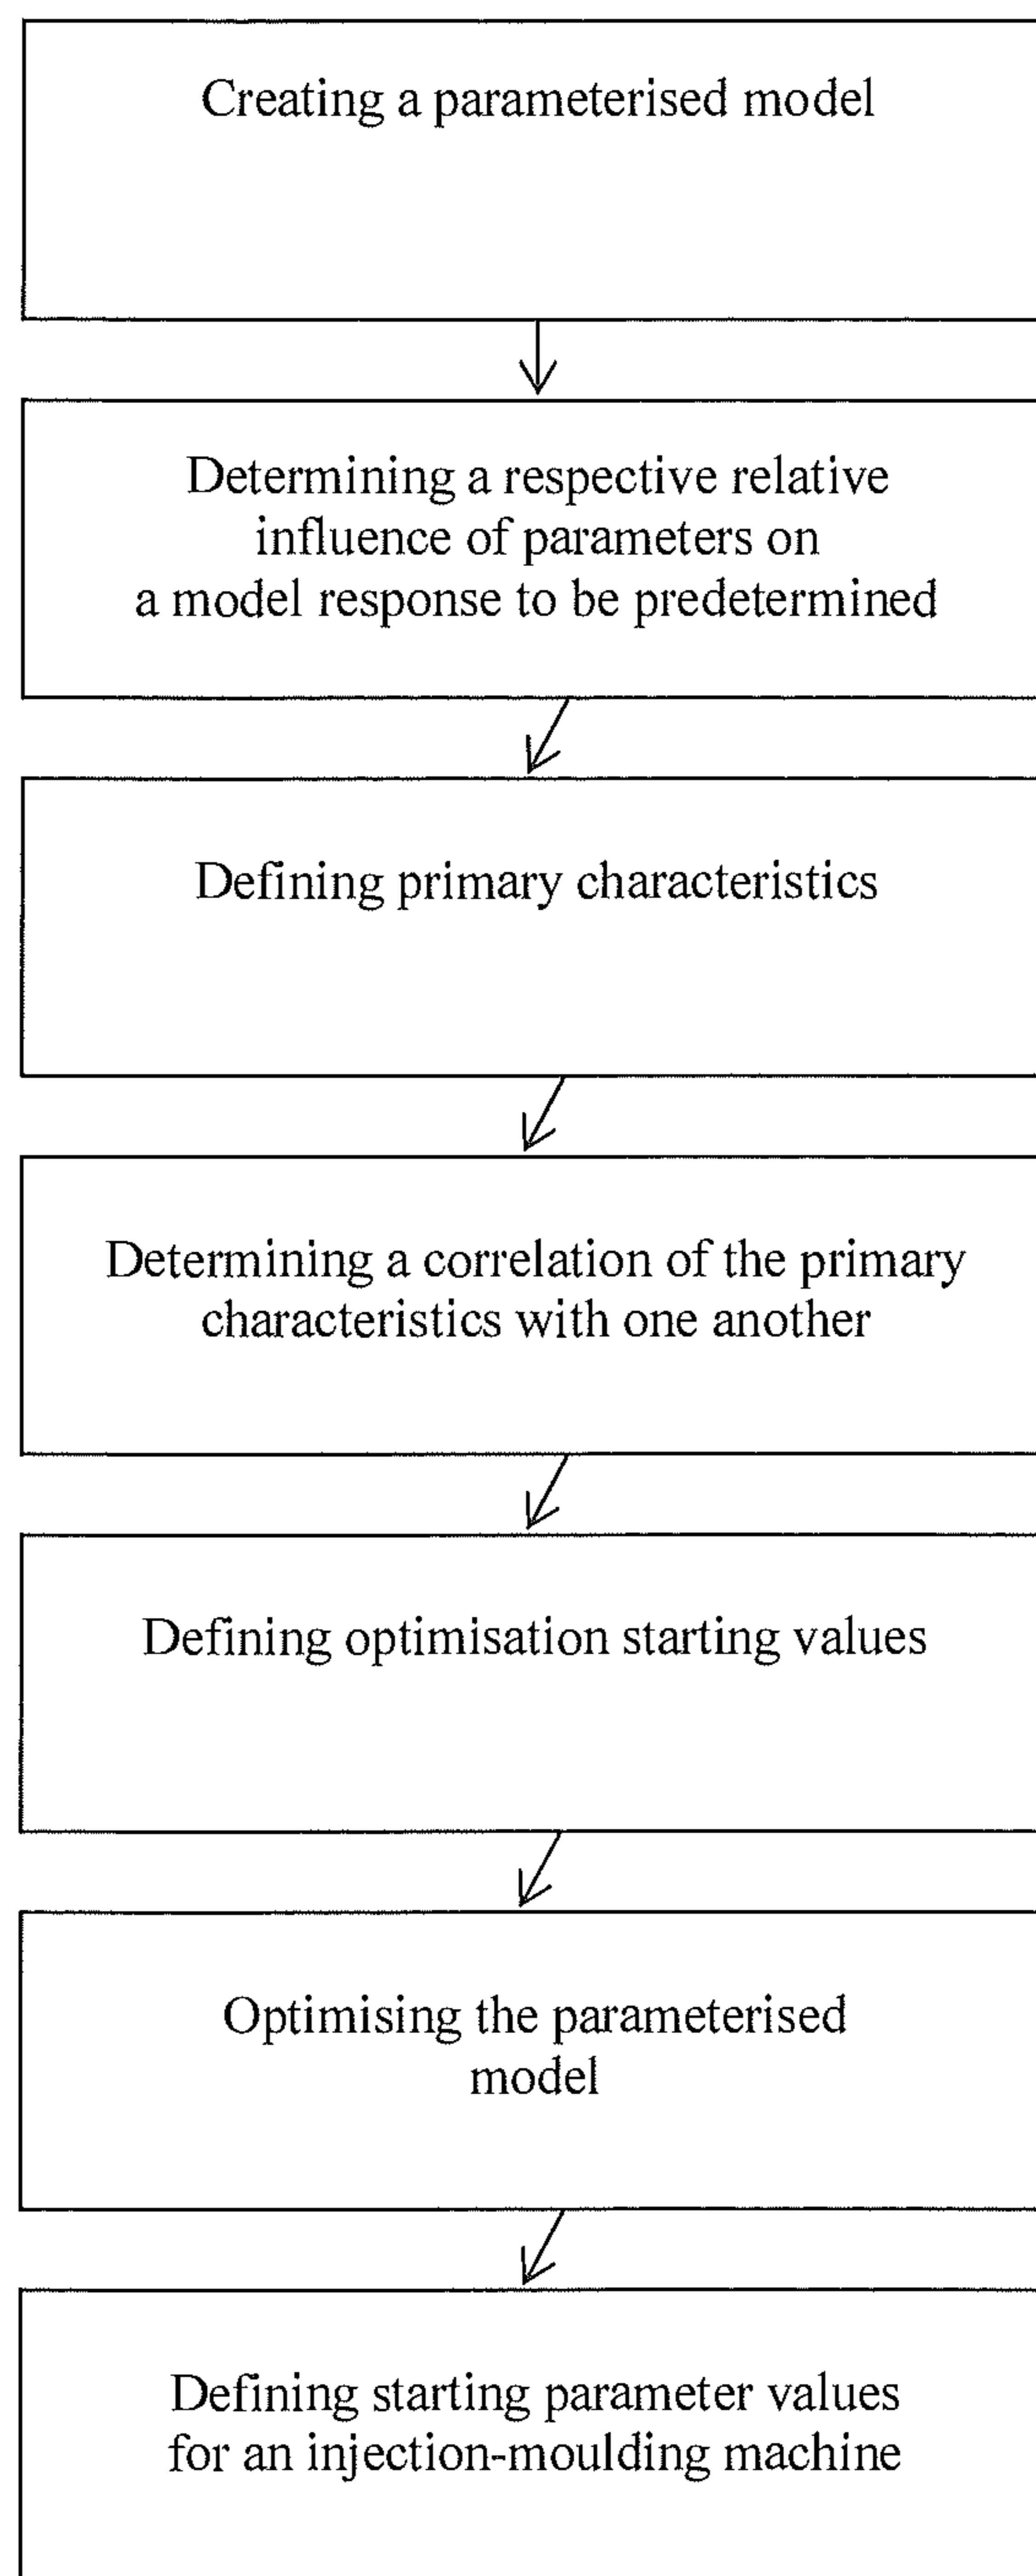 Creating a parameterised model
Determining a respective relative
influence of parameters on
a model response to be predetermined
Defining primary characteristics
Determining a correlation of the primary
characteristics with one another
Defining optimisation starting values
Optimising the parameterised
model
Defining starting parameter values
for an injection-moulding machine